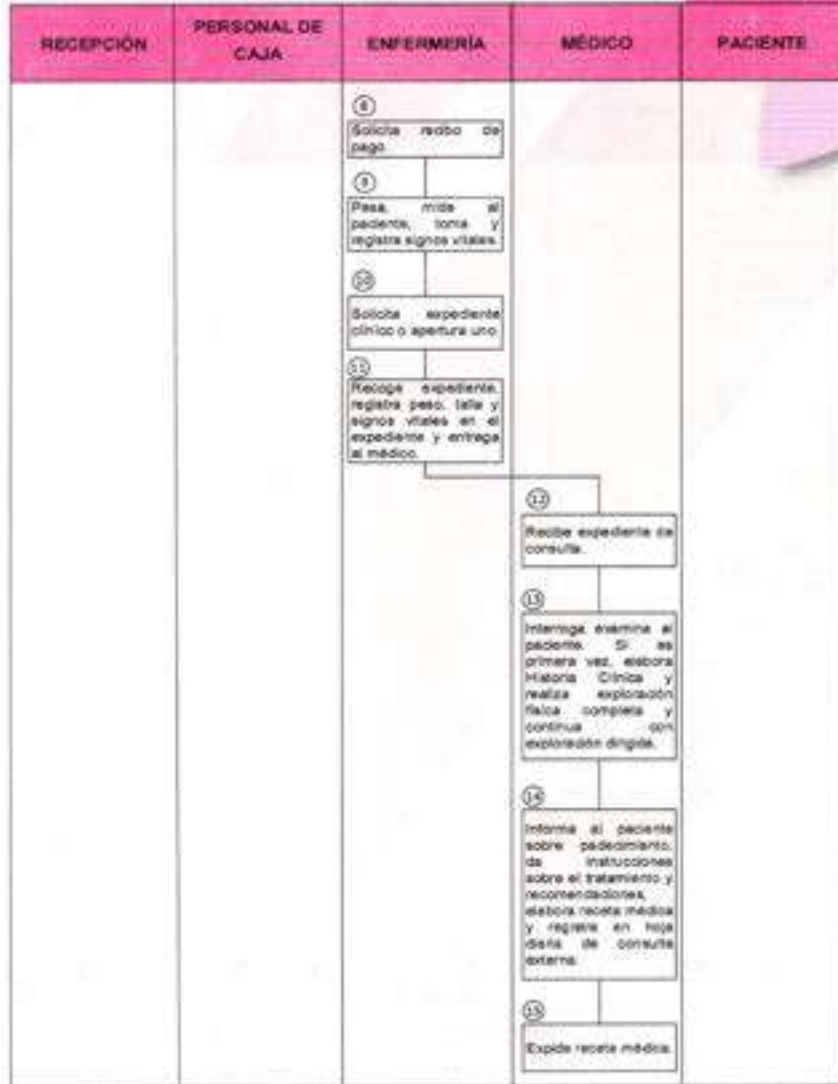 RECEPCIÓN
PERSONAL DE
CAJA
ENFERMERÍA
MÉDICO
PACIENTE
8
Solicita recibo de
pago
9
Pesa, mide al
paciente, toma y
registra signos vitales.
10
Solicita expediente
clínico o apertura uno
11
Recoge expediente,
registra peso, talla y
signos vitales en el
expediente y entrega
al médico.
12
Recibe expediente de
consulta.
13
Interroga examina al
paciente. Si es
primera vez, elabora
Historia Clínica y
realiza exploración
física completa y
continua con
exploración dirigida.
14
Informa al paciente
sobre padecimiento,
da instrucciones
sobre el tratamiento y
recomendaciones,
elabora receta médica
y registra en hoja
diaria de consulta
externa
15
Expide receta médica.